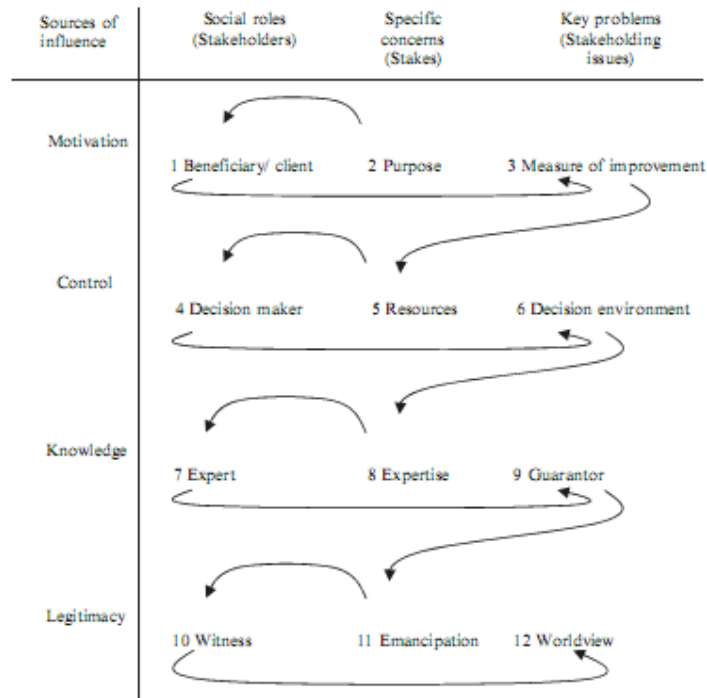 Sources of
influence
Social roles
(Stakeholders)
Specific
concerns
(Stakes)
Key problems
(Stakeholding
issues)
Motivation
1 Beneficiary/ client
2 Purpose
3 Measure of improvement
Control
4 Decision maker
5 Resources
6 Decision environment
Knowledge
7 Expert
8 Expertise
9 Guarantor
Legitimacy
10 Witness
11 Emancipation
12 Worldview